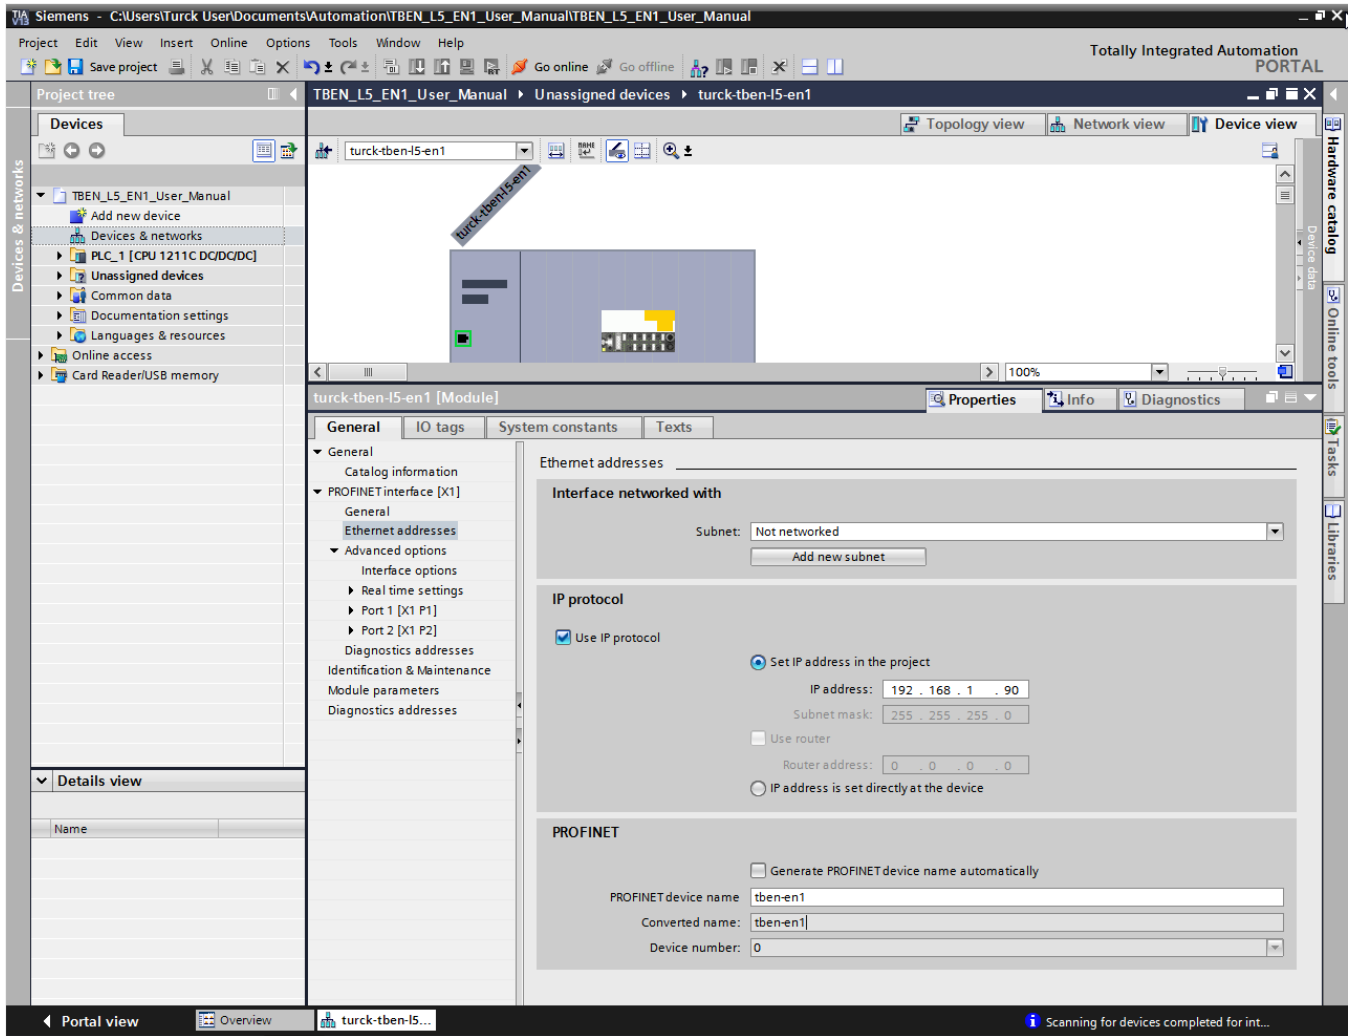 TIA V13 Siemens - C:\Users\Turck User\Documents\Automation\TBEN_L5_EN1_User_Manual\TBEN_L5_EN1_User_Manual
Project Edit View Insert Online Options Tools Window Help
Totally Integrated Automation
PORTAL
Save project Go online Go offline
Project tree
TBEN_L5_EN1_User_Manual Unassigned devices turck-tben-l5-en1
Devices
Topology view Network view Device view
turck-tben-l5-en1
Devices & networks
TBEN_L5_EN1_User_Manual
Add new device
Devices & networks
PLC_1 [CPU 1211C DC/DC/DC]
Unassigned devices
Common data
Documentation settings
Languages & resources
Online access
Card Reader/USB memory
turck-tben-l5-en1
Device data
100%
Hardware catalog
Online tools
Tasks
Libraries
turck-tben-l5-en1 [Module]
Properties Info Diagnostics
General IO tags System constants Texts
General
Catalog information
PROFINET interface [X1]
General
Ethernet addresses
Advanced options
Interface options
Real time settings
Port 1 [X1 P1]
Port 2 [X1 P2]
Diagnostics addresses
Identification & Maintenance
Module parameters
Diagnostics addresses
Ethernet addresses
Interface networked with
Subnet: Not networked
Add new subnet
IP protocol
Use IP protocol
Set IP address in the project
IP address: 192 . 168 . 1 . 90
Subnet mask: 255 . 255 . 255 . 0
Use router
Router address: 0 . 0 . 0 . 0
IP address is set directly at the device
PROFINET
Generate PROFINET device name automatically
PROFINET device name tben-en1
Converted name: tben-en1
Device number: 0
Details view
Name
Portal view Overview turck-tben-l5... Scanning for devices completed for int...